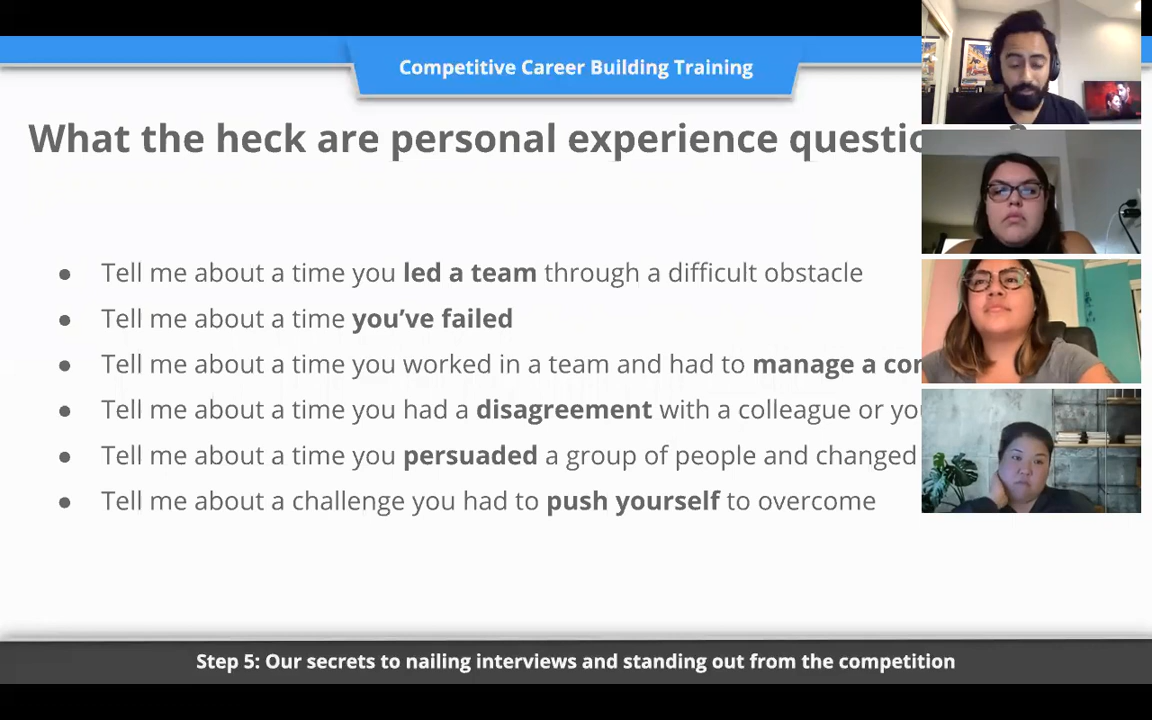 Competitive Career Building Training
What the heck are personal experience
● Tell me about a time you led a team through a difficult obstacle
● Tell me about a time you’ve failed
● Tell me about a time you worked in a team and had to manage a
● Tell me about a time you had a disagreement with a colleague or
● Tell me about a time you persuaded a group of people and changed
● Tell me about a challenge you had to push yourself to overcome
Step 5: Our secrets to nailing interviews and standing out from the competition